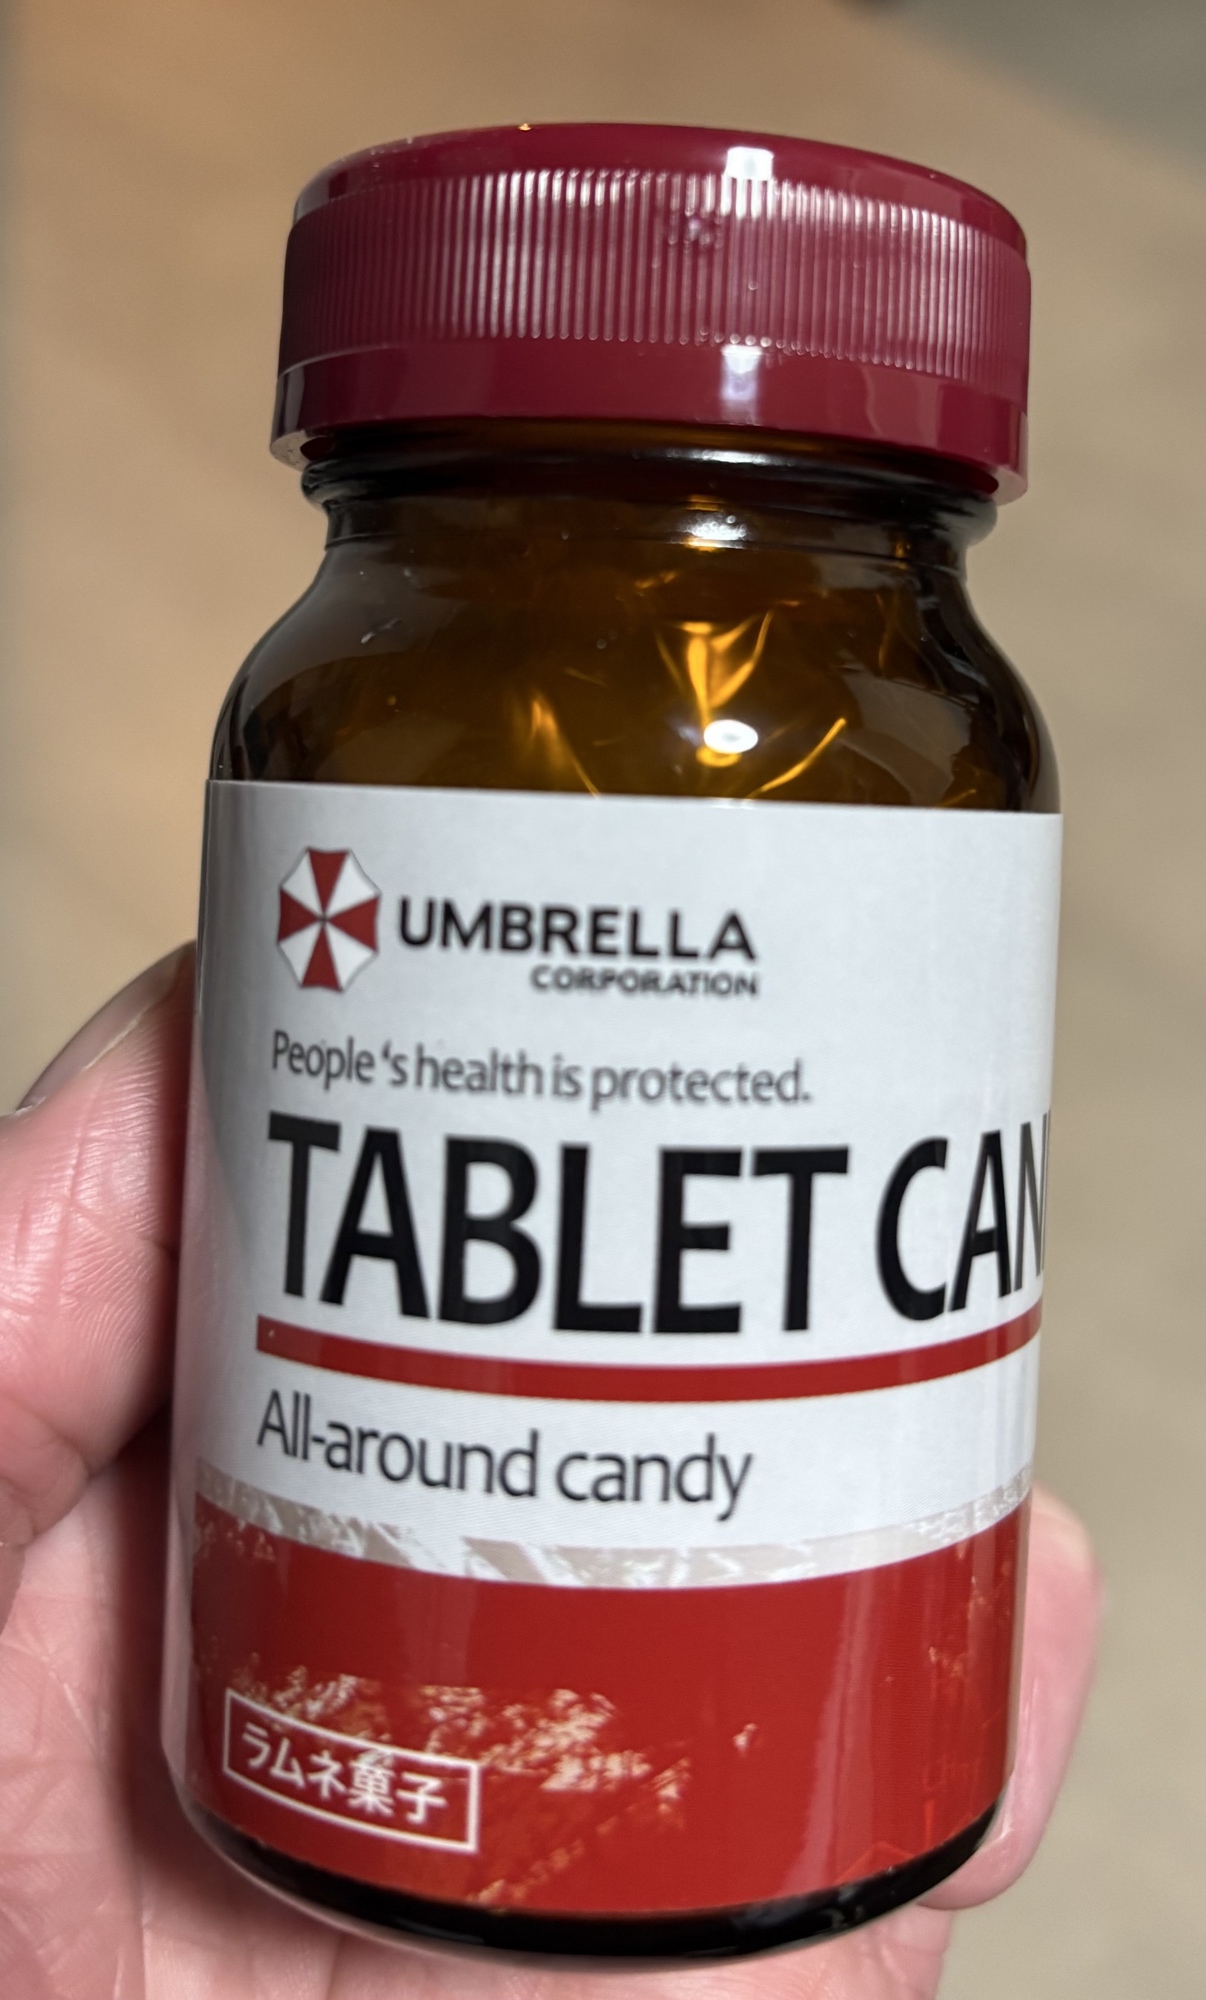 UMBRELLA
CORPORATION
People ‘s health is protected.
TABLET CAN
All-around candy
ラムネ菓子